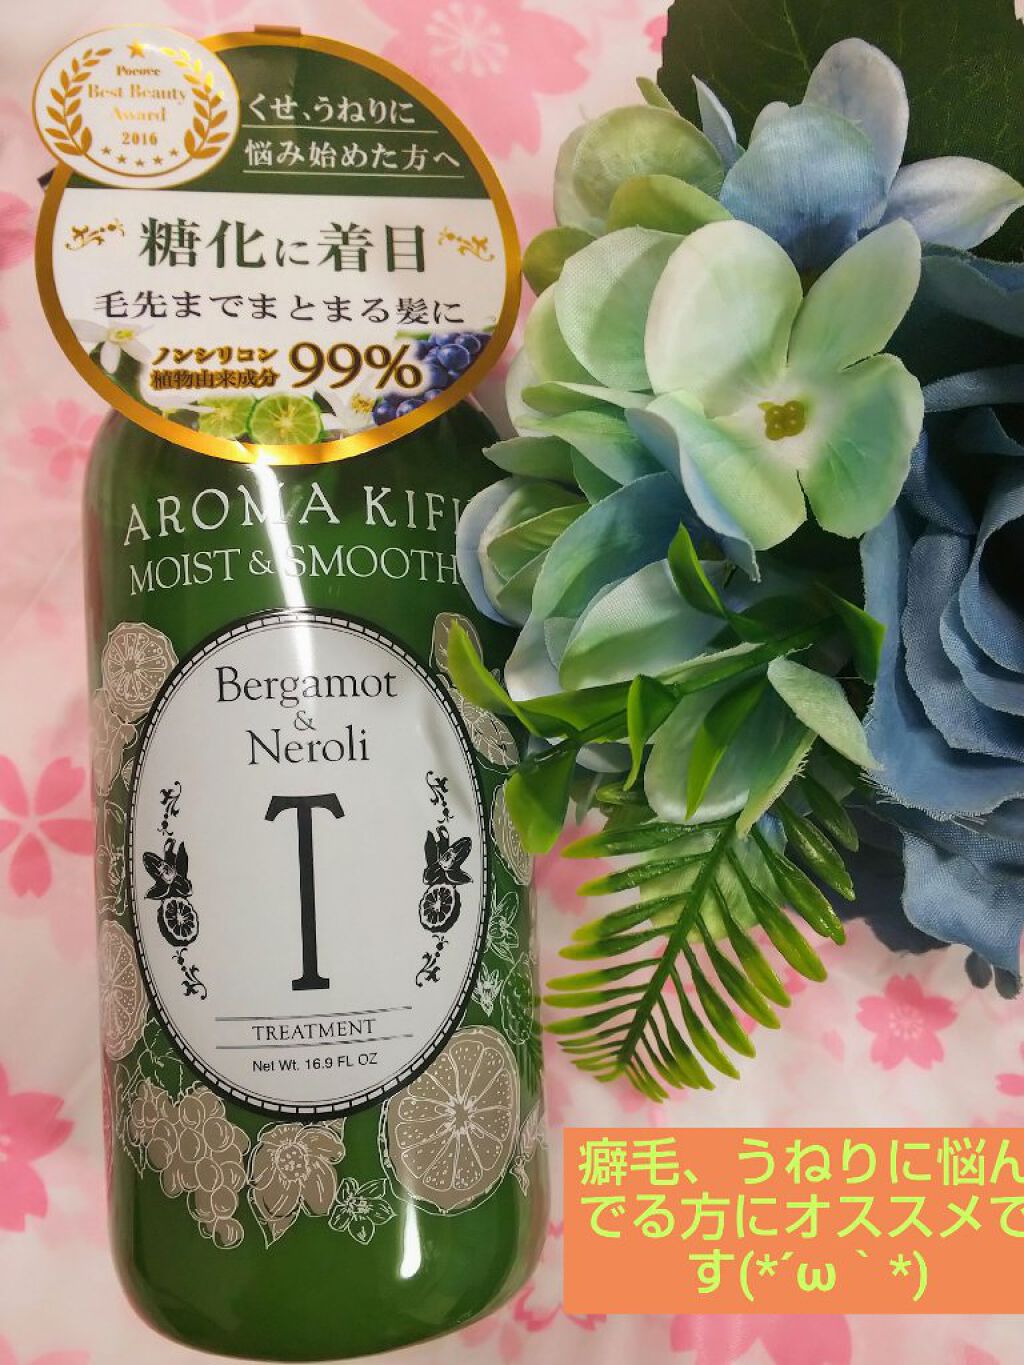 Pocove
Best Beauty
Award
2016
くせ、うねりに
悩み始めた方へ
糖化に着目
毛先までまとまる髪に
ノンシリコン
植物由来成分 99%
AROMA KIFI
MOIST & SMOOTH
Bergamot
&
Neroli
T
TREATMENT
Net Wt. 16.9 FL OZ
癖毛、うねりに悩ん
でる方にオススメで
す(*´ω｀*)